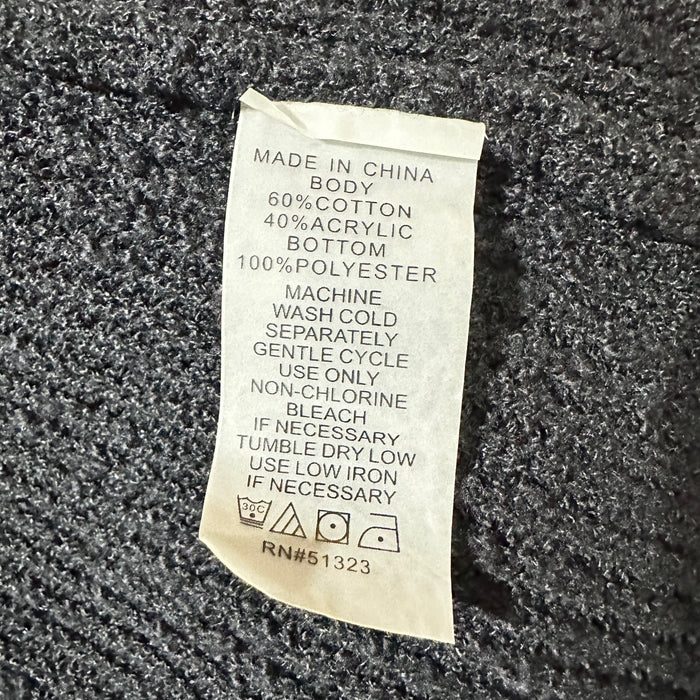 MADE IN CHINA
BODY
60%COTTON
40%ACRYLIC
BOTTOM
100%POLYESTER
MACHINE
WASH COLD
SEPARATELY
GENTLE CYCLE
USE ONLY
NON-CHLORINE
BLEACH
IF NECESSARY
TUMBLE DRY LOW
USE LOW IRON
IF NECESSARY
30C
RN#51323